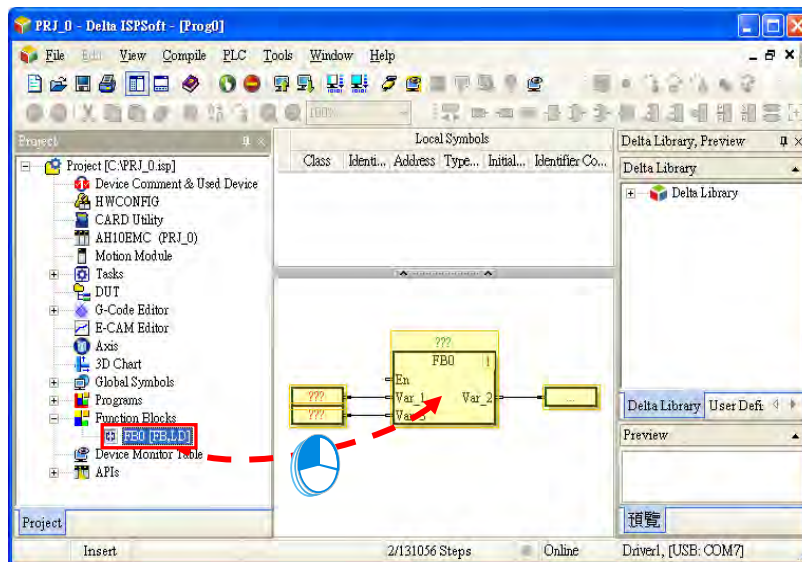 PRJ_0 - Delta ISPSoft - [Prog0]
File Edit View Compile PLC Tools Window Help
100%
Project
Project [C:\PRJ_0.isp]
Device Comment & Used Device
HWCONFIG
CARD Utility
AH10EMC (PRJ_0)
Motion Module
Tasks
DUT
G-Code Editor
E-CAM Editor
Axis
3D Chart
Global Symbols
Programs
Function Blocks
FB0 [FB,LD]
Device Monitor Table
APIs
Project
Local Symbols
Class Identi... Address Type... Initial... Identifier Co...
???
FB0
En
??? Var_1 Var_2 ...
??? Var_3
Delta Library, Preview
Delta Library
Delta Library
Delta Library User Defi
Preview
預覽
Insert 2/131056 Steps Online Driver1, [USB: COM7]